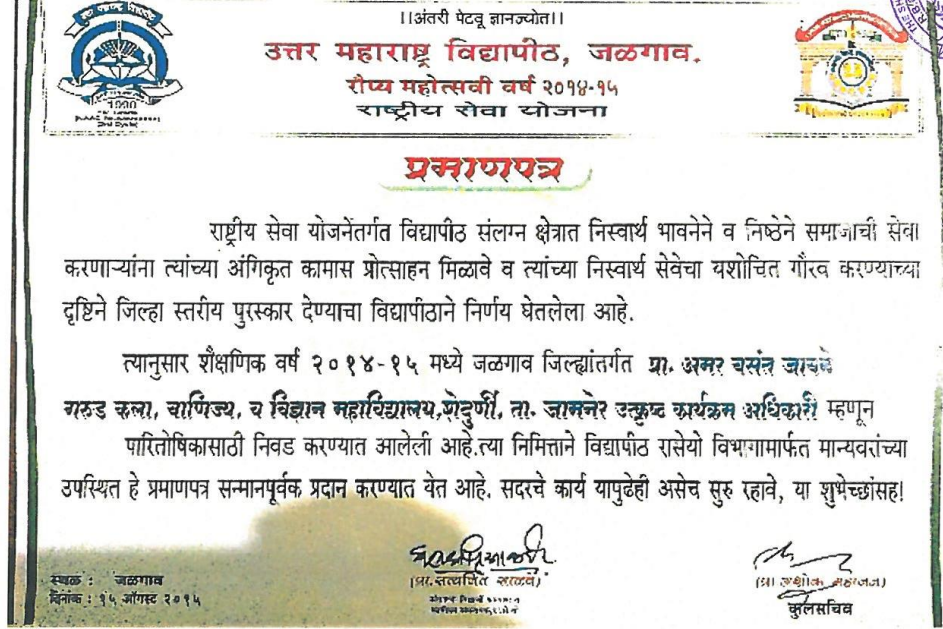 ।।अंतरी पेटवू ज्ञानज्योत।।
उत्तर महाराष्ट्र विद्यापीठ, जळगाव.
रौप्य महोत्सवी वर्ष २०१४-१५
राष्ट्रीय सेवा योजना
1990
प्रमाणपत्र
राष्ट्रीय सेवा योजनेंतर्गत विद्यापीठ संलग्न क्षेत्रात निस्वार्थ भावनेने व निष्ठेने समाजाची सेवा
करणाऱ्यांना त्यांच्या अंगिकृत कामास प्रोत्साहन मिळावे व त्यांच्या निस्वार्थ सेवेचा यशोचित गौरव करण्याच्या
दृष्टिने जिल्हा स्तरीय पुरस्कार देण्याचा विद्यापीठाने निर्णय घेतलेला आहे.
त्यानुसार शैक्षणिक वर्ष २०१४-१५ मध्ये जळगाव जिल्ह्यांतर्गत प्रा. अमर वसंत जावळे
गरुड कला, वाणिज्य, व विज्ञान महाविद्यालय,शेंदुर्णी, ता. जामनेर उत्कृष्ट कार्यक्रम अधिकारी म्हणून
पारितोषिकासाठी निवड करण्यात आलेली आहे.त्या निमित्ताने विद्यापीठ रासेयो विभागामार्फत मान्यवरांच्या
उपस्थित हे प्रमाणपत्र सन्मानपूर्वक प्रदान करण्यात येत आहे. सदरचे कार्य यापुढेही असेच सुरु रहावे, या शुभेच्छांसह!
स्थळ : जळगाव
दिनांक : १५ ऑगस्ट २०१५
(प्रा.सत्यजित साळवे)
(प्रा अशोक महाजन)
कुलसचिव